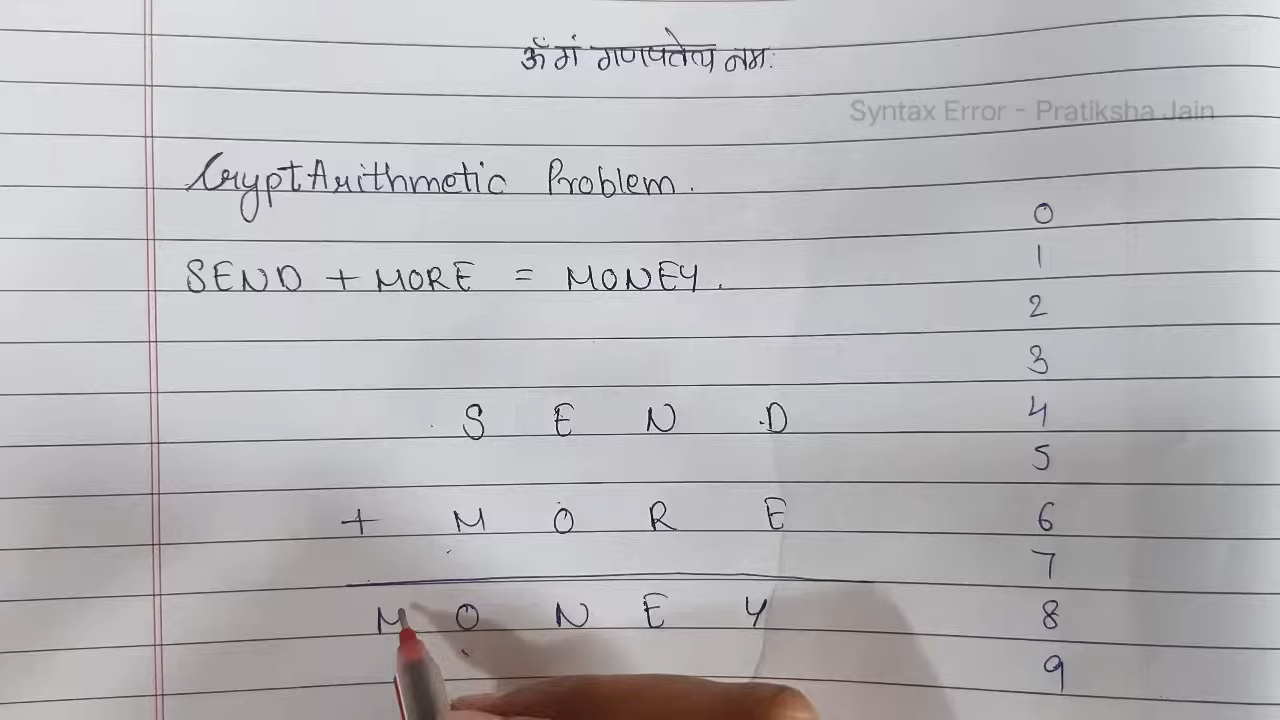 ॐ गं गणपतेय नमः
Syntax Error - Pratiksha Jain
CryptArithmetic Problem.
SEND + MORE = MONEY.
S E N D
+ M O R E
M O N E Y
0
1
2
3
4
5
6
7
8
9